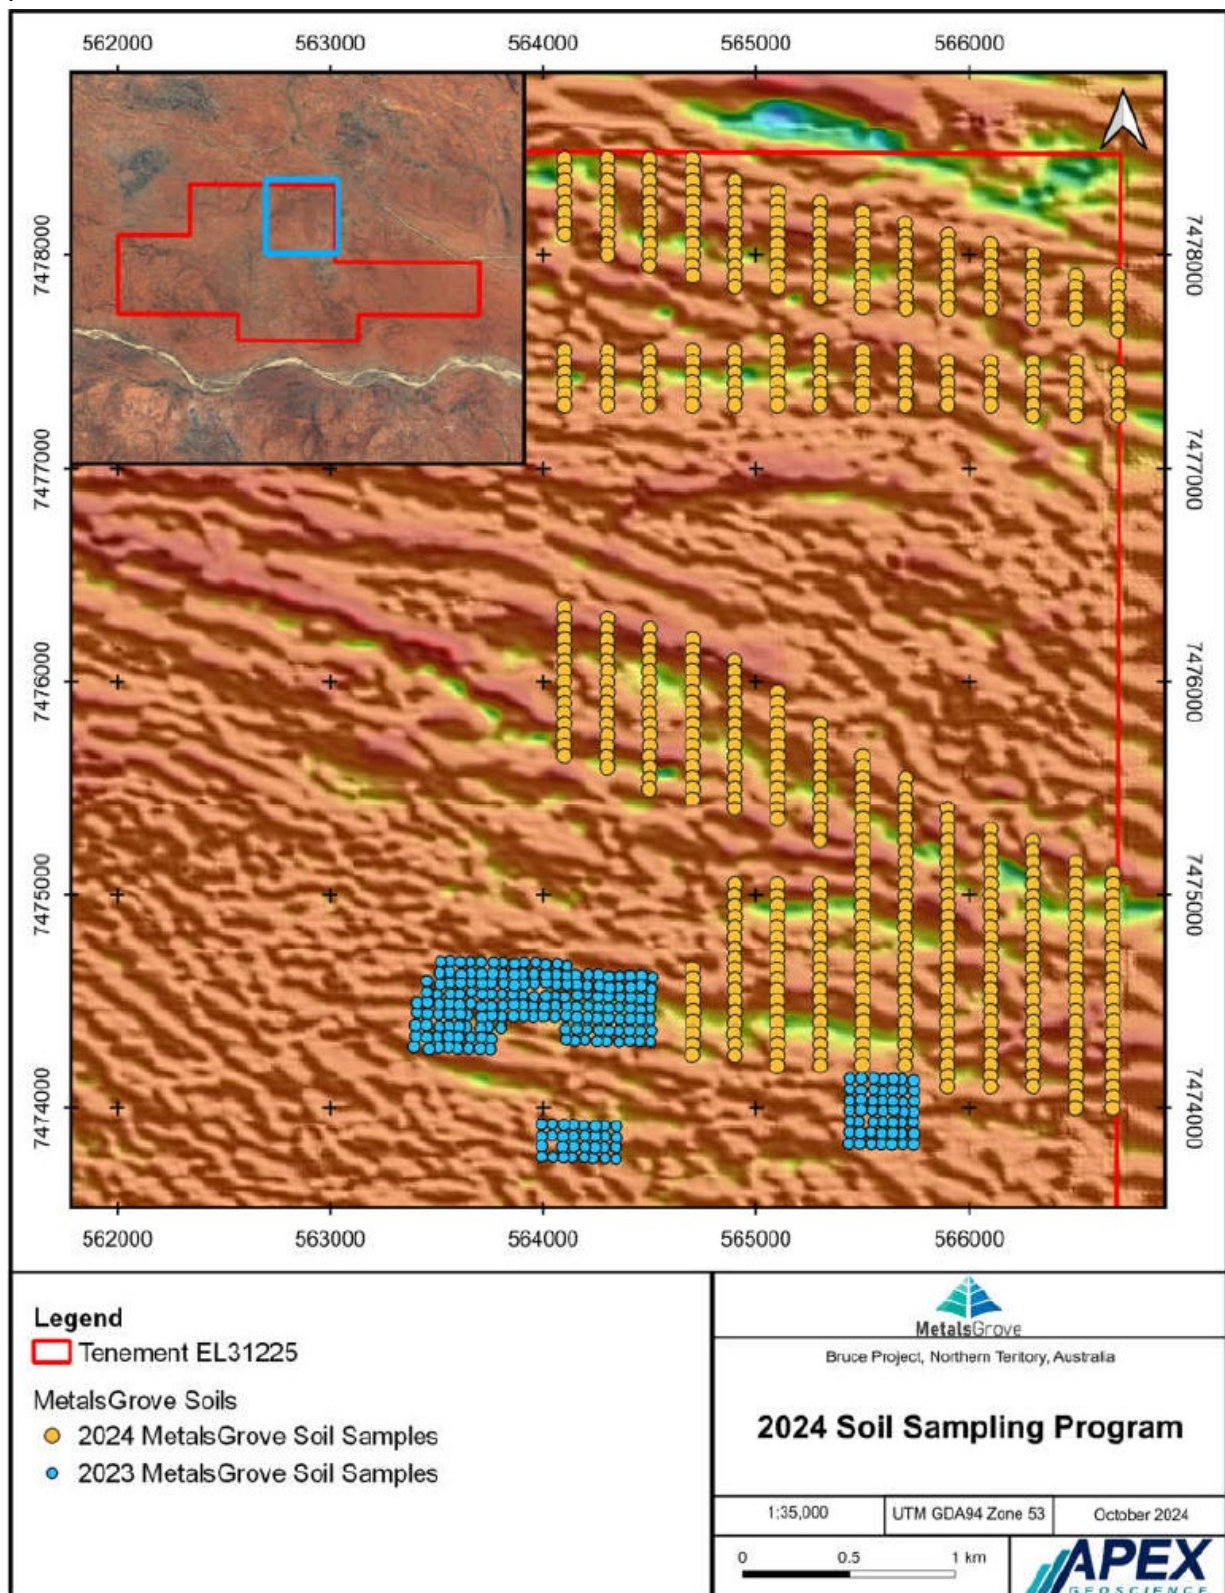 562000 563000 564000 565000 566000
7478000
7477000
7476000
7475000
7474000
7478000
7477000
7476000
7475000
7474000
562000 563000 564000 565000 566000
Legend
Tenement EL31225
MetalsGrove Soils
2024 MetalsGrove Soil Samples
2023 MetalsGrove Soil Samples
MetalsGrove
Bruce Project, Northern Teritory, Australia
2024 Soil Sampling Program
1:35,000 UTM GDA94 Zone 53 October 2024
0 0.5 1 km
APEX
GEOSCIENCE